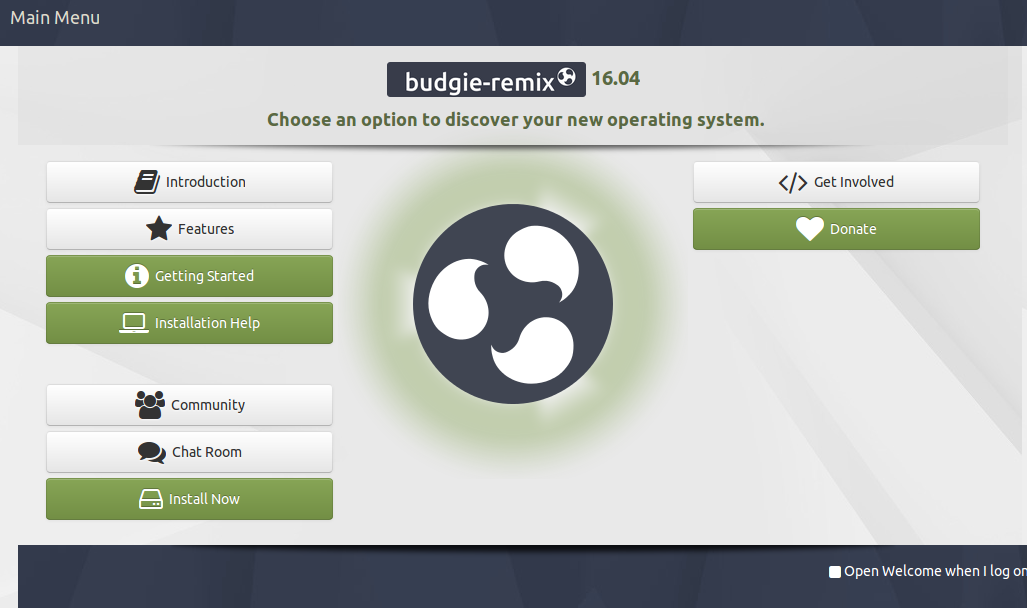 Main Menu
budgie-remix 16.04
Choose an option to discover your new operating system.
Introduction
Features
Getting Started
Installation Help
Community
Chat Room
Install Now
Get Involved
Donate
Open Welcome when I log on